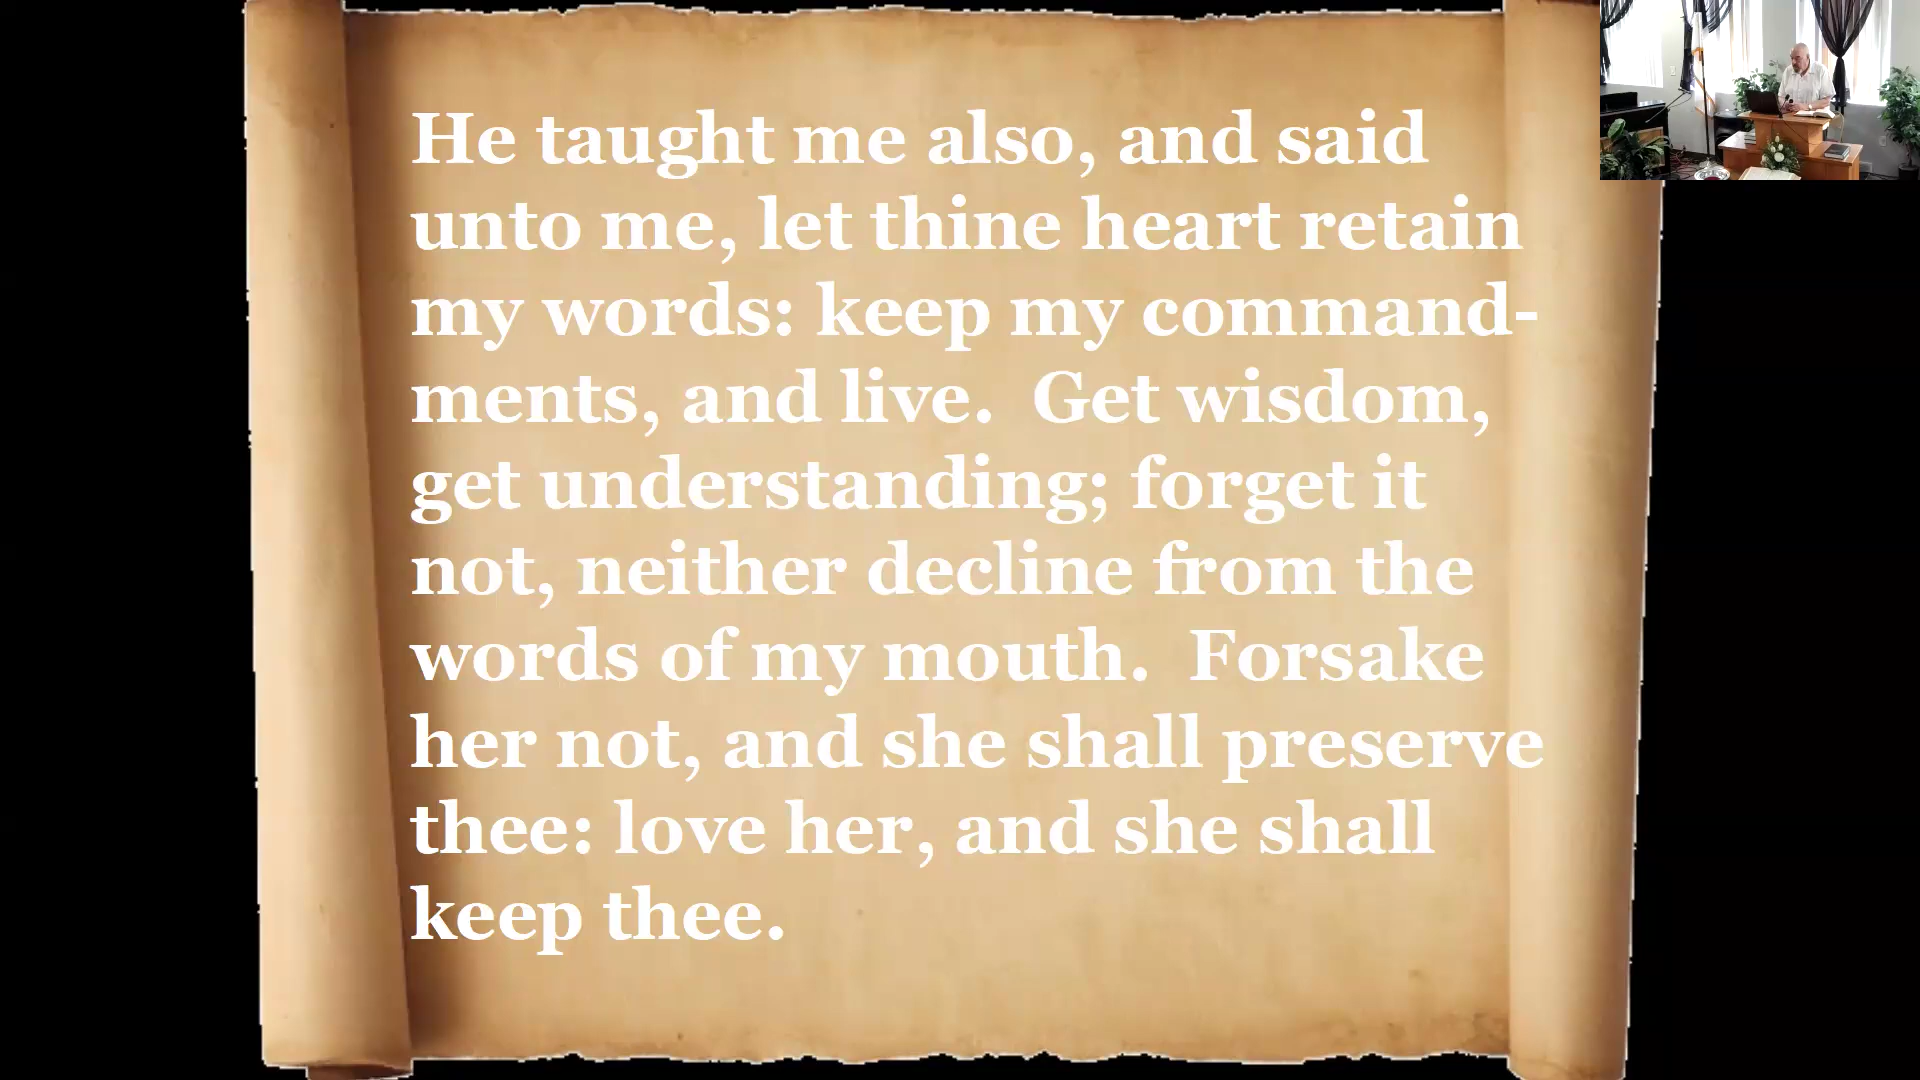 He taught me also, and said
unto me, let thine heart retain
my words: keep my command-
ments, and live.  Get wisdom,
get understanding; forget it
not, neither decline from the
words of my mouth.  Forsake
her not, and she shall preserve
thee: love her, and she shall
keep thee.